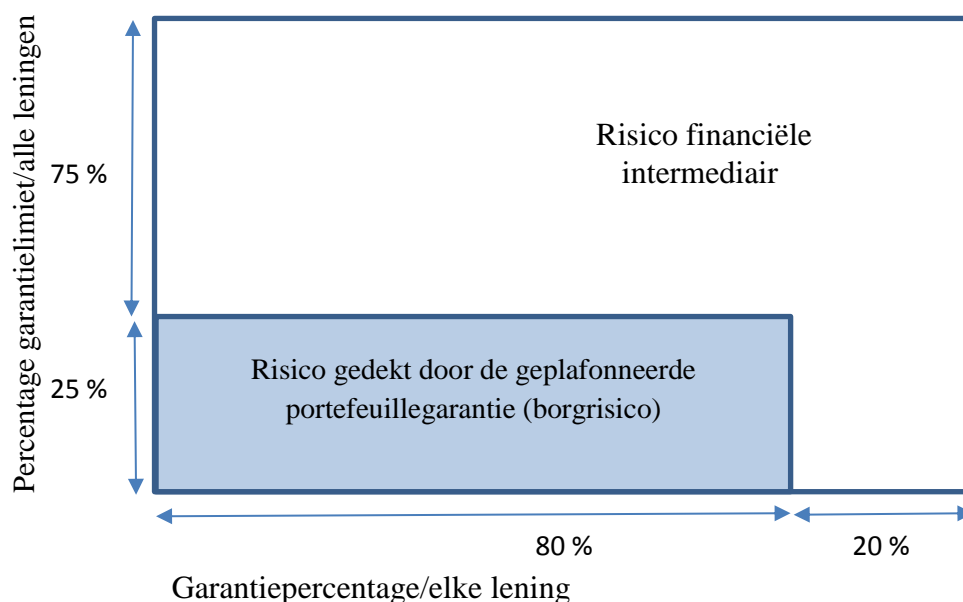 Percentage garantielimiet/alle leningen
75 %
Risico financiële
intermediair
25 %
Risico gedekt door de geplafonneerde
portefeuillegarantie (borgrisico)
80 %
20 %
Garantiepercentage/elke lening